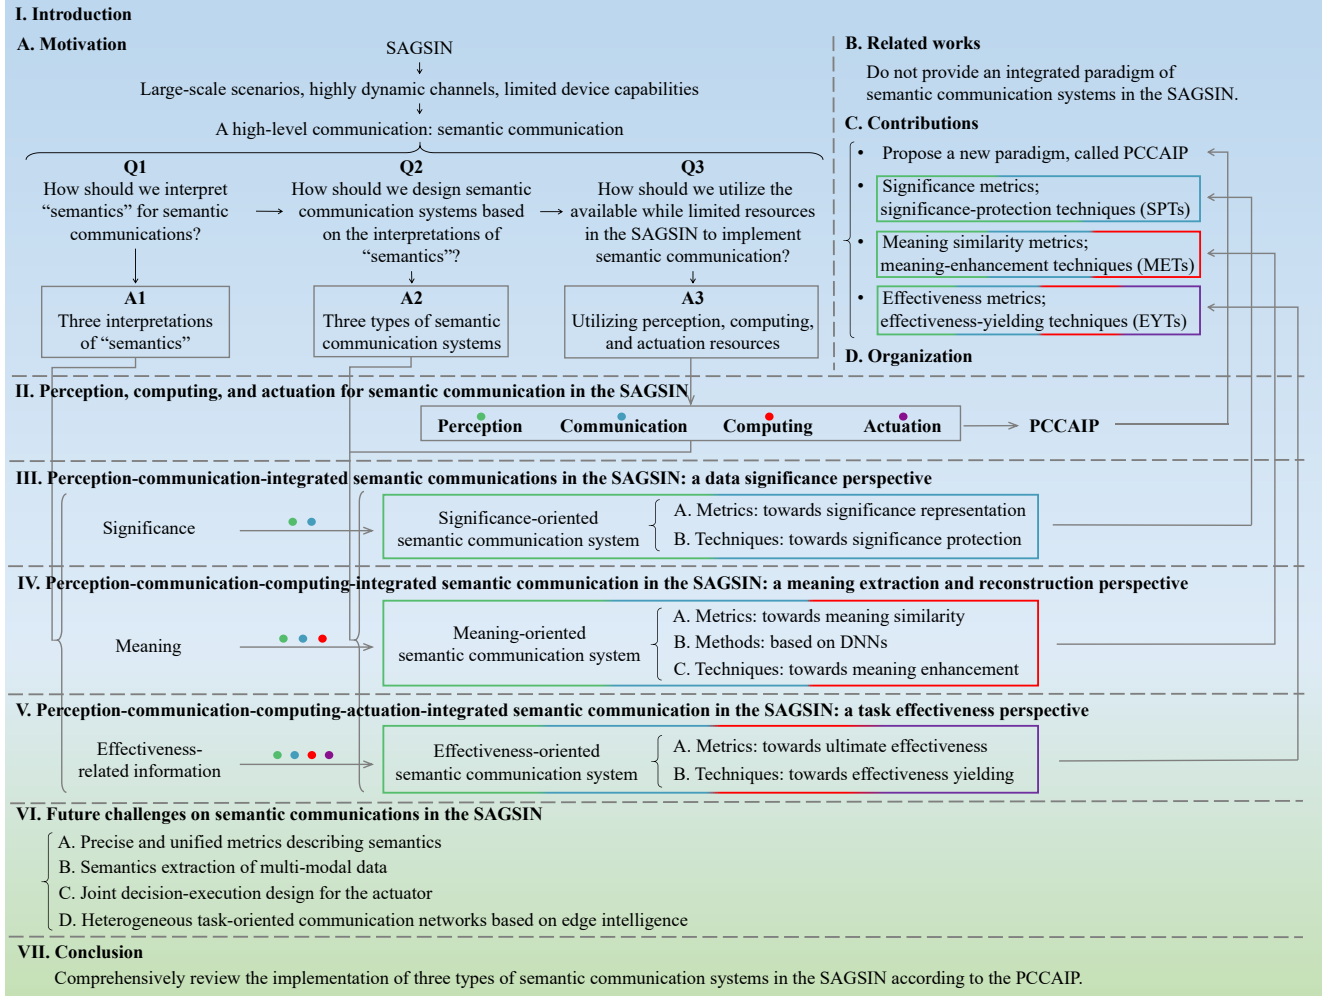 I. Introduction
A. Motivation
SAGSIN
Large-scale scenarios, highly dynamic channels, limited device capabilities
A high-level communication: semantic communication
Q1
How should we interpret
“semantics” for semantic
communications?
Q2
How should we design semantic
communication systems based
on the interpretations of
“semantics”?
Q3
How should we utilize the
available while limited resources
in the SAGSIN to implement
semantic communication?
A1
Three interpretations
of “semantics”
A2
Three types of semantic
communication systems
A3
Utilizing perception, computing,
and actuation resources
B. Related works
Do not provide an integrated paradigm of
semantic communication systems in the SAGSIN.
C. Contributions
• Propose a new paradigm, called PCCAIP
• Significance metrics;
significance-protection techniques (SPTs)
• Meaning similarity metrics;
meaning-enhancement techniques (METs)
• Effectiveness metrics;
effectiveness-yielding techniques (EYTs)
D. Organization
II. Perception, computing, and actuation for semantic communication in the SAGSIN
Perception Communication Computing Actuation
PCCAIP
III. Perception-communication-integrated semantic communications in the SAGSIN: a data significance perspective
Significance
Significance-oriented
semantic communication system
A. Metrics: towards significance representation
B. Techniques: towards significance protection
IV. Perception-communication-computing-integrated semantic communication in the SAGSIN: a meaning extraction and reconstruction perspective
Meaning
Meaning-oriented
semantic communication system
A. Metrics: towards meaning similarity
B. Methods: based on DNNs
C. Techniques: towards meaning enhancement
V. Perception-communication-computing-actuation-integrated semantic communication in the SAGSIN: a task effectiveness perspective
Effectiveness-
related information
Effectiveness-oriented
semantic communication system
A. Metrics: towards ultimate effectiveness
B. Techniques: towards effectiveness yielding
VI. Future challenges on semantic communications in the SAGSIN
A. Precise and unified metrics describing semantics
B. Semantics extraction of multi-modal data
C. Joint decision-execution design for the actuator
D. Heterogeneous task-oriented communication networks based on edge intelligence
VII. Conclusion
Comprehensively review the implementation of three types of semantic communication systems in the SAGSIN according to the PCCAIP.